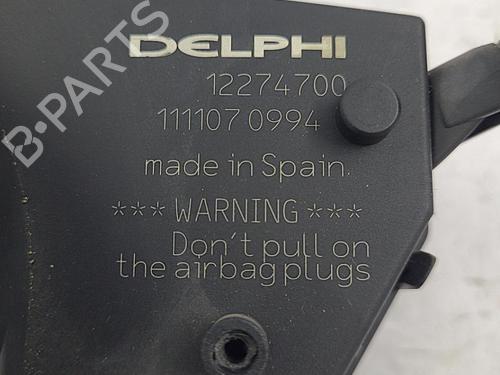 B-PARTS
DELPHI
12274700
111107 0994
made in Spain.
*** WARNING ***
Don't pull on
the airbag plugs